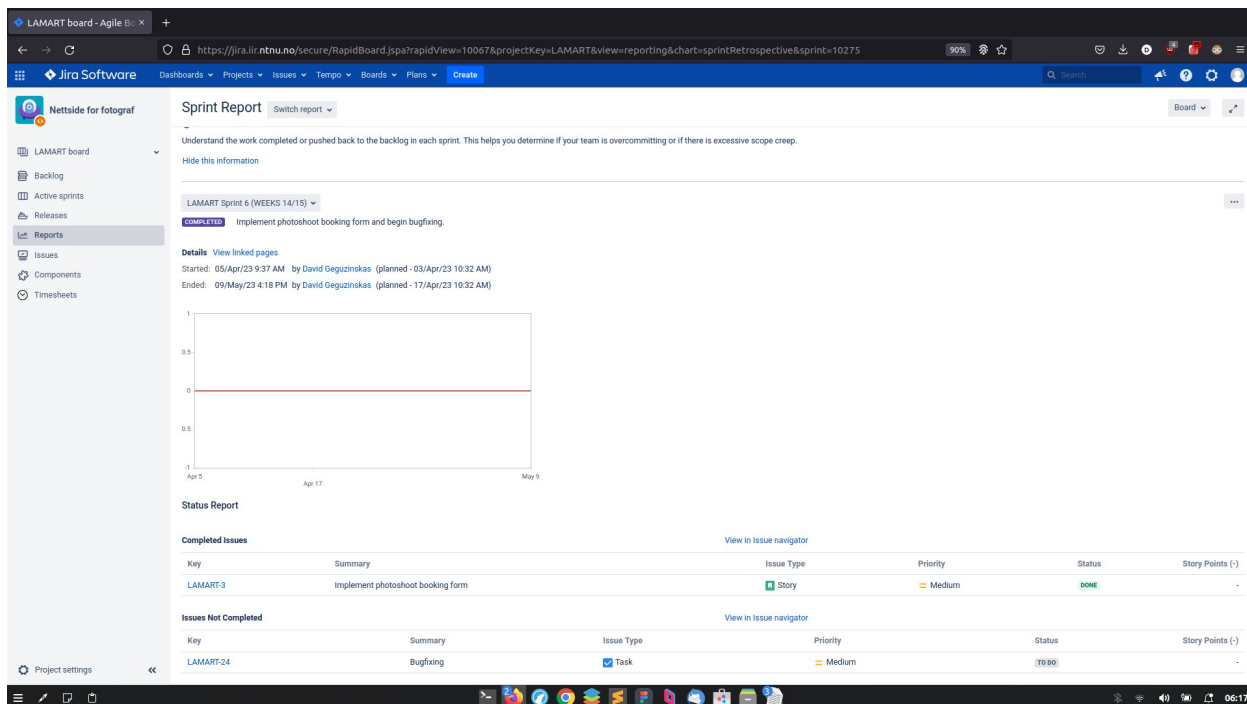 LAMART board - Agile Bo
https://jira.iir.ntnu.no/secure/RapidBoard.jspa?rapidView=10067&projectKey=LAMART&view=reporting&chart=sprintRetrospective&sprint=10275
90%
Jira Software
Dashboards Projects Issues Tempo Boards Plans Create
Search
Nettside for fotograf
LAMART board
Backlog
Active sprints
Releases
Reports
Issues
Components
Timesheets
Project settings
Sprint Report Switch report
Board
Understand the work completed or pushed back to the backlog in each sprint. This helps you determine if your team is overcommitting or if there is excessive scope creep.
Hide this information
LAMART Sprint 6 (WEEKS 14/15)
COMPLETED Implement photoshoot booking form and begin bugfixing.
Details View linked pages
Started: 05/Apr/23 9:37 AM by David Geguzinskas (planned - 03/Apr/23 10:32 AM)
Ended: 09/May/23 4:18 PM by David Geguzinskas (planned - 17/Apr/23 10:32 AM)
1
0.5
0
0.5
-1
Apr 5
Apr 17
May 9
Status Report
Completed Issues View in Issue navigator
Key Summary Issue Type Priority Status Story Points (-)
LAMART-3 Implement photoshoot booking form Story Medium DONE -
Issues Not Completed View in Issue navigator
Key Summary Issue Type Priority Status Story Points (-)
LAMART-24 Bugfixing Task Medium TO DO -
06:17